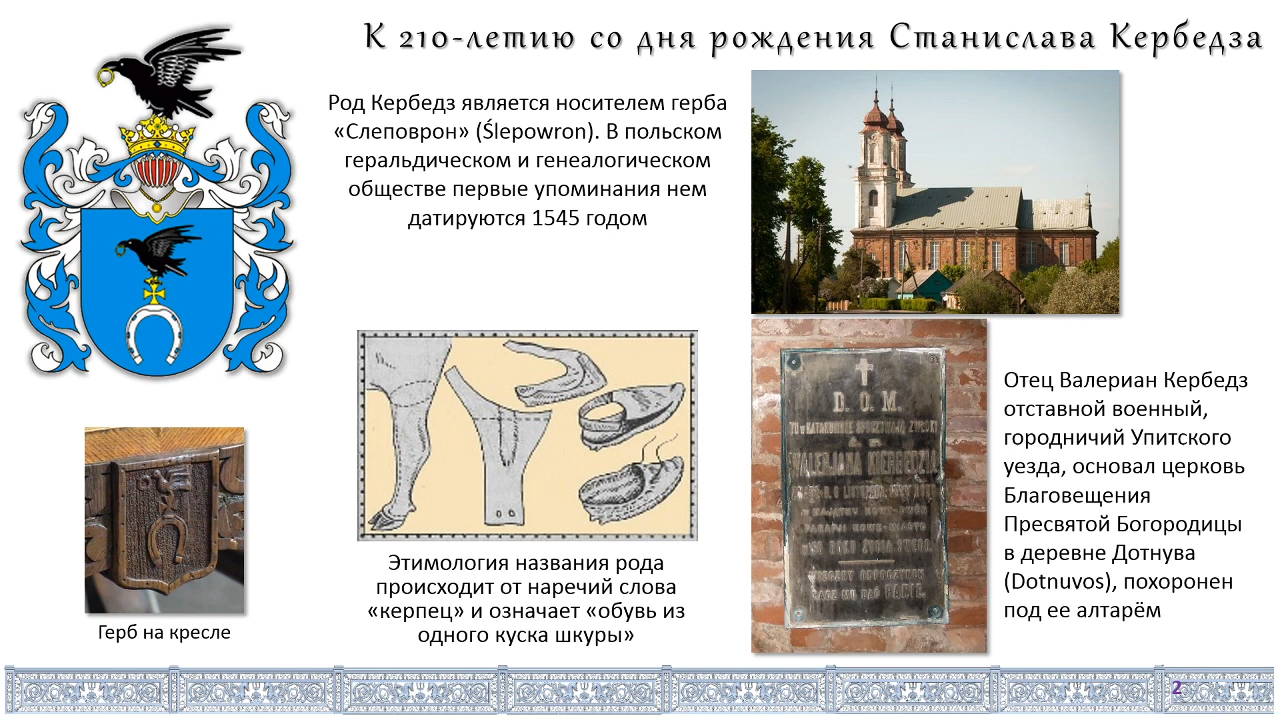 К 210-летию со дня рождения Станислава Кербедза
Род Кербедз является носителем герба
«Слеповрон» (Ślepowron). В польском
геральдическом и генеалогическом
обществе первые упоминания нем
датируются 1545 годом
Герб на кресле
Этимология названия рода
происходит от наречий слова
«керпец» и означает «обувь из
одного куска шкуры»
D. O. M.
Отец Валериан Кербедз
отставной военный,
городничий Упитского
уезда, основал церковь
Благовещения
Пресвятой Богородицы
в деревне Дотнува
(Dotnuvos), похоронен
под ее алтарём
2